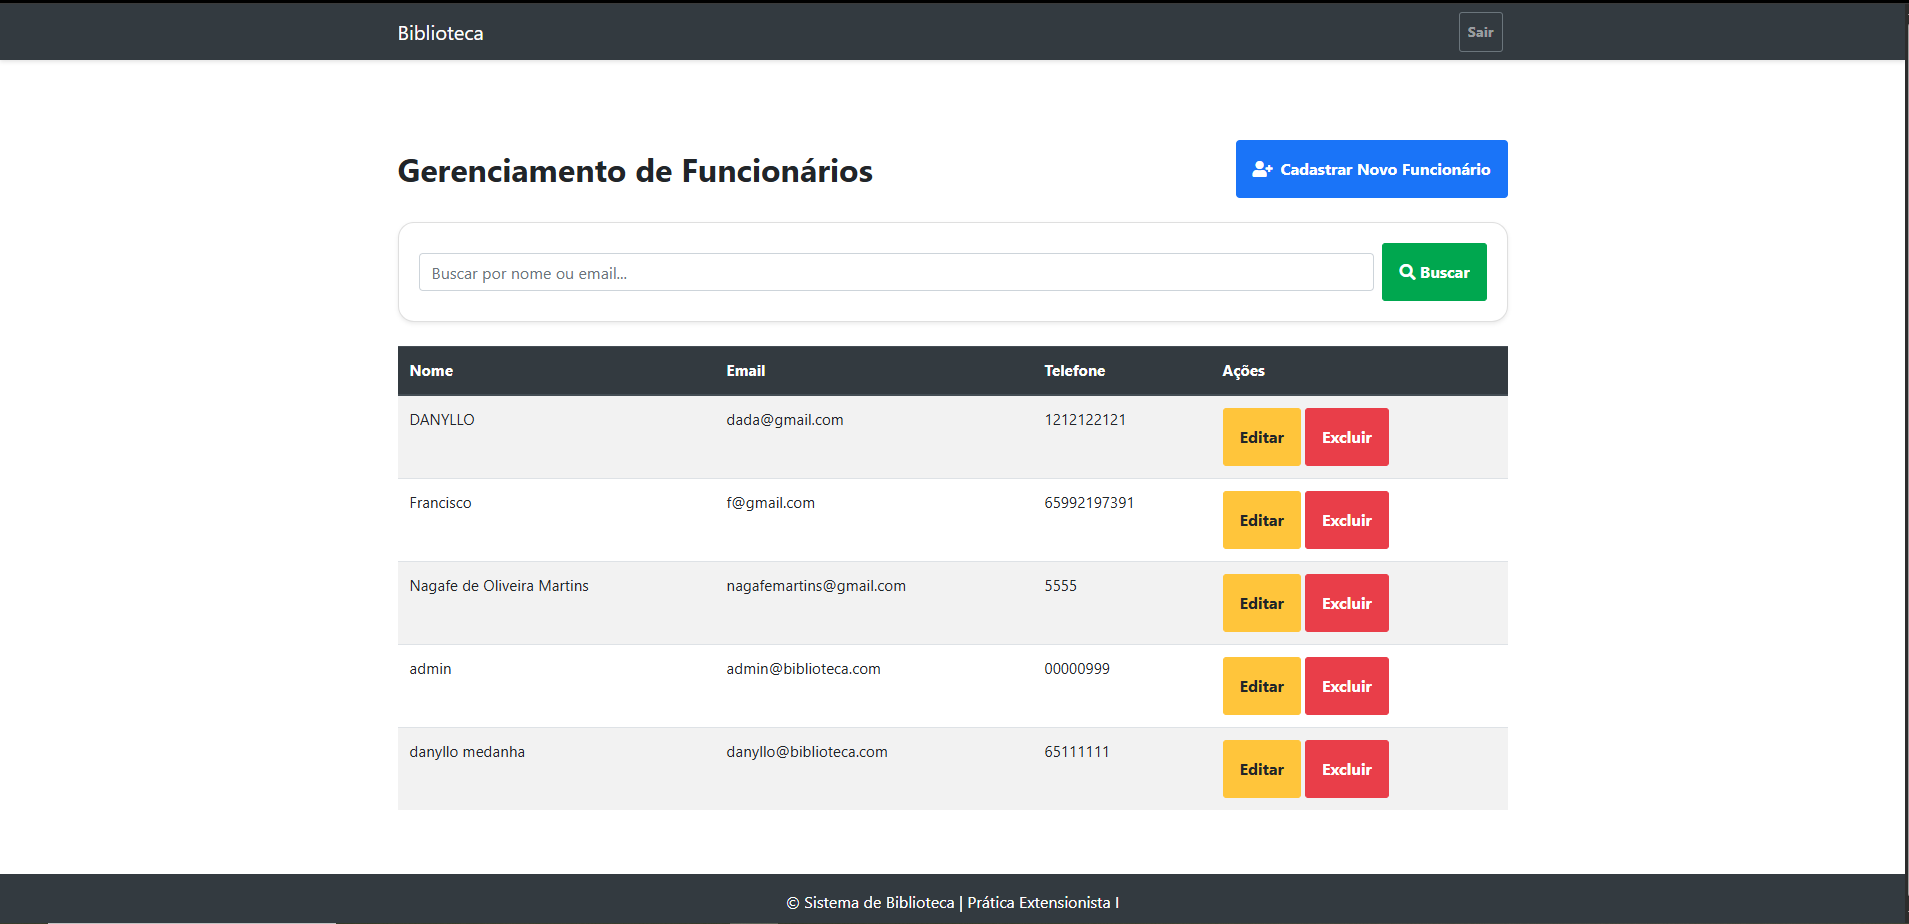 Biblioteca Sair
Gerenciamento de Funcionários Cadastrar Novo Funcionário
Buscar por nome ou email... Buscar
Nome Email Telefone Ações
DANYLLO dada@gmail.com 1212122121 Editar Excluir
Francisco f@gmail.com 65992197391 Editar Excluir
Nagafe de Oliveira Martins nagafemartins@gmail.com 5555 Editar Excluir
admin admin@biblioteca.com 00000999 Editar Excluir
danyllo medanha danyllo@biblioteca.com 65111111 Editar Excluir
© Sistema de Biblioteca | Prática Extensionista I